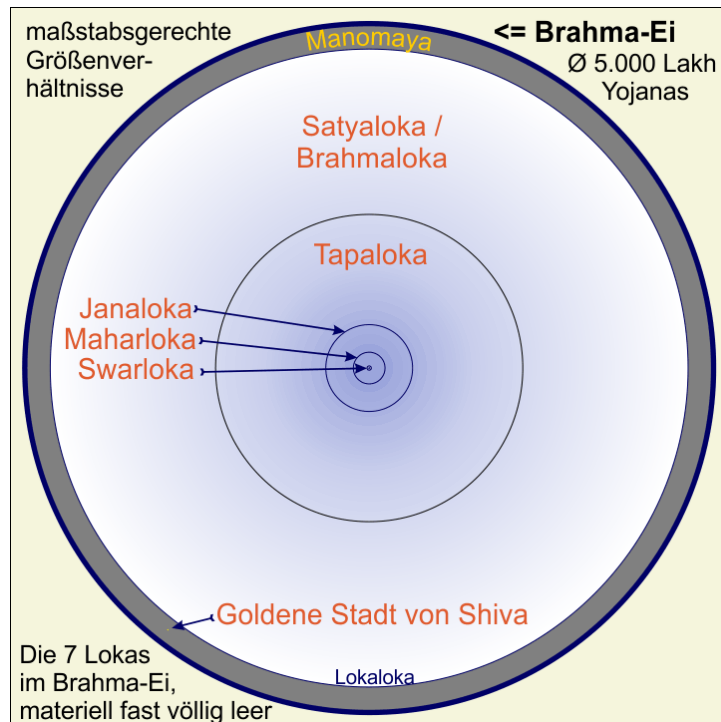 maßstabsgerechte
Größenver-
hältnisse
Manomaya
<= Brahma-Ei
Ø 5.000 Lakh
Yojanas
Satyaloka /
Brahmaloka
Tapaloka
Janaloka
Maharloka
Swarloka
Goldene Stadt von Shiva
Lokaloka
Die 7 Lokas
im Brahma-Ei,
materiell fast völlig leer